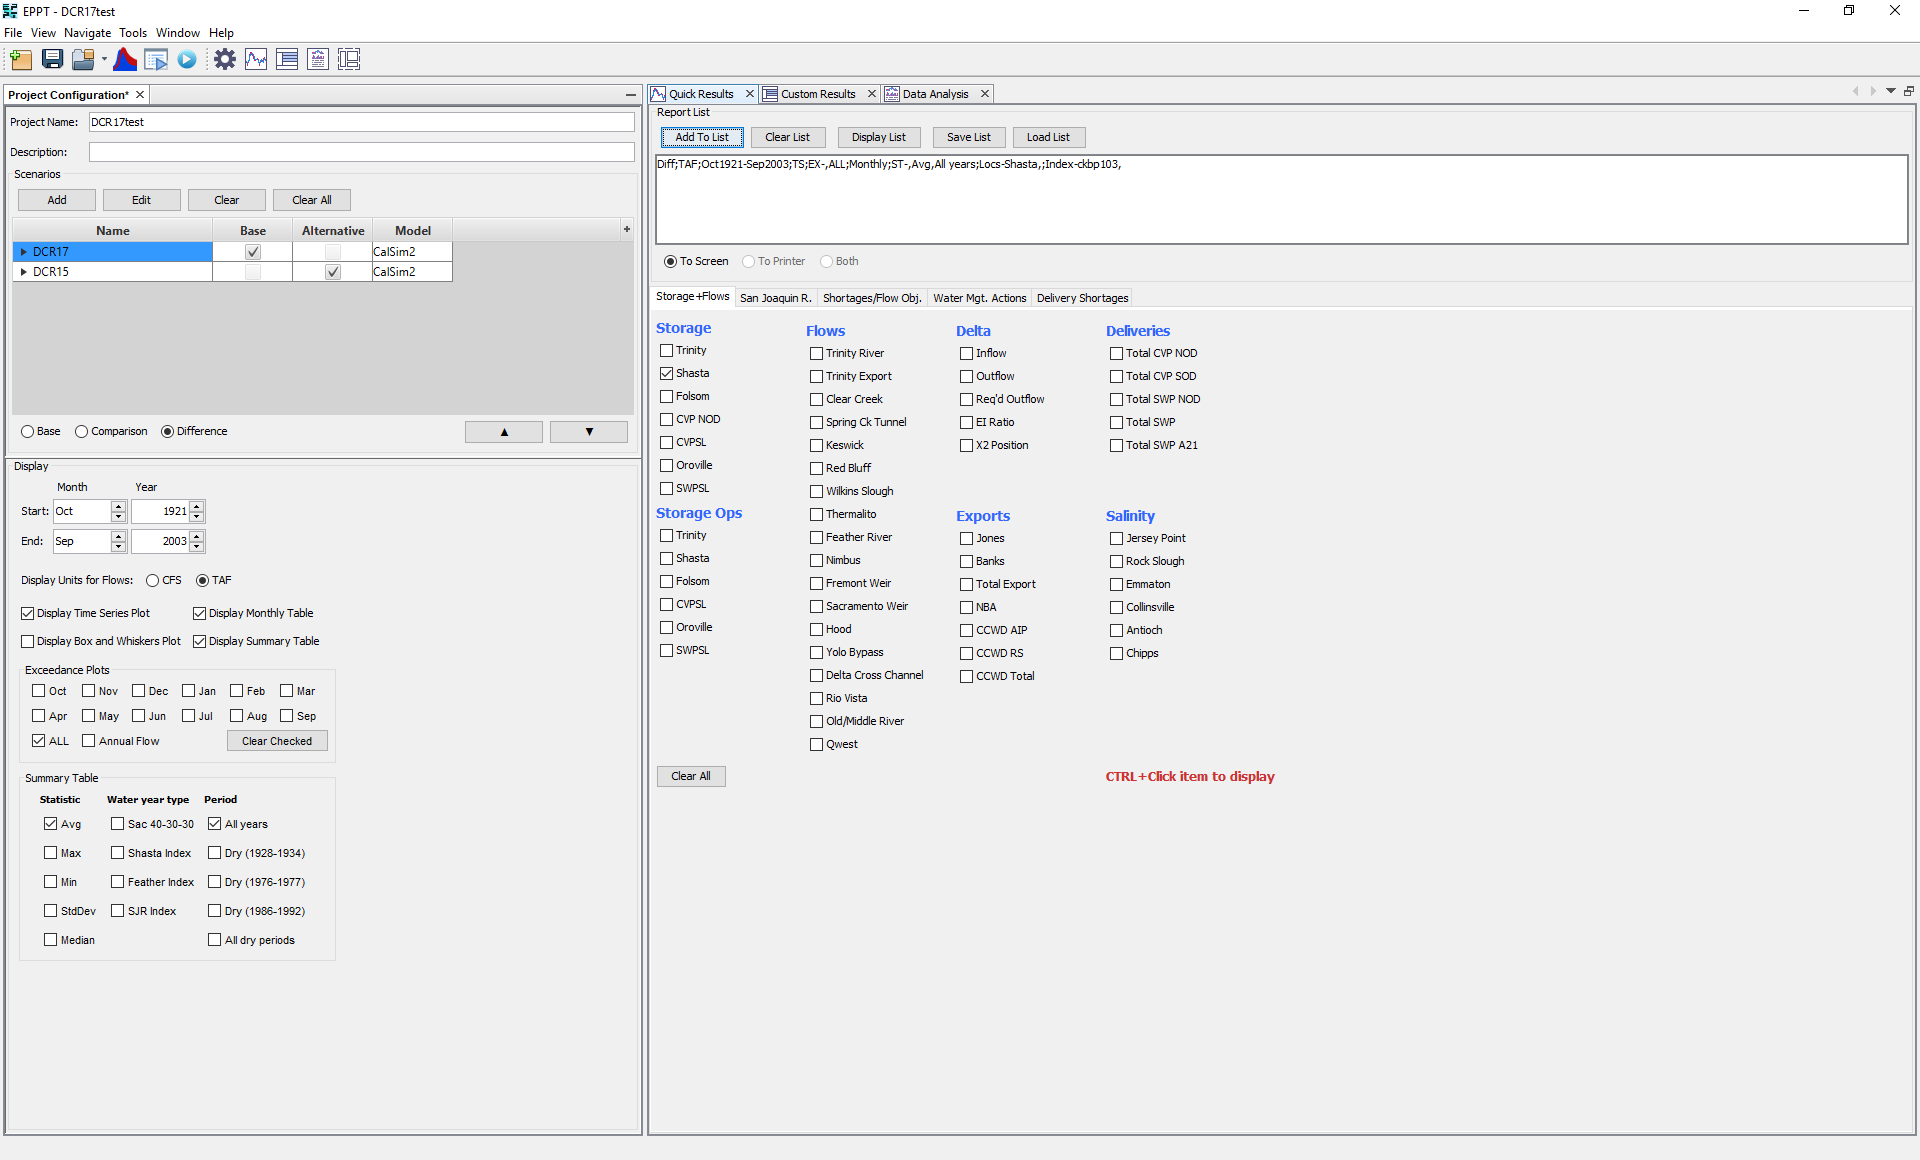 EPPT - DCR17test
File View Navigate Tools Window Help
Project Configuration*
Project Name: DCR17test
Description:
Scenarios
Add Edit Clear Clear All
Name Base Alternative Model
DCR17 CalSim2
DCR15 CalSim2
Base Comparison Difference
Display
Month Year
Start: Oct 1921
End: Sep 2003
Display Units for Flows: CFS TAF
Display Time Series Plot Display Monthly Table
Display Box and Whiskers Plot Display Summary Table
Exceedance Plots
Oct Nov Dec Jan Feb Mar
Apr May Jun Jul Aug Sep
ALL Annual Flow Clear Checked
Summary Table
Statistic Water year type Period
Avg Sac 40-30-30 All years
Max Shasta Index Dry (1928-1934)
Min Feather Index Dry (1976-1977)
StdDev SJR Index Dry (1986-1992)
Median All dry periods
Quick Results Custom Results Data Analysis
Report List
Add To List Clear List Display List Save List Load List
Diff;TAF;Oct1921-Sep2003;TS;EX-,ALL;Monthly;ST-,Avg,All years;Locs-Shasta,;Index-ckbp103,
To Screen To Printer Both
Storage+Flows San Joaquin R. Shortages/Flow Obj. Water Mgt. Actions Delivery Shortages
Storage
Trinity
Shasta
Folsom
CVP NOD
CVPSL
Oroville
SWPSL
Storage Ops
Trinity
Shasta
Folsom
CVPSL
Oroville
SWPSL
Clear All
Flows
Trinity River
Trinity Export
Clear Creek
Spring Ck Tunnel
Keswick
Red Bluff
Wilkins Slough
Thermalito
Feather River
Nimbus
Fremont Weir
Sacramento Weir
Hood
Yolo Bypass
Delta Cross Channel
Rio Vista
Old/Middle River
Qwest
Delta
Inflow
Outflow
Req'd Outflow
EI Ratio
X2 Position
Exports
Jones
Banks
Total Export
NBA
CCWD AIP
CCWD RS
CCWD Total
Deliveries
Total CVP NOD
Total CVP SOD
Total SWP NOD
Total SWP
Total SWP A21
Salinity
Jersey Point
Rock Slough
Emmaton
Collinsville
Antioch
Chipps
CTRL+Click item to display